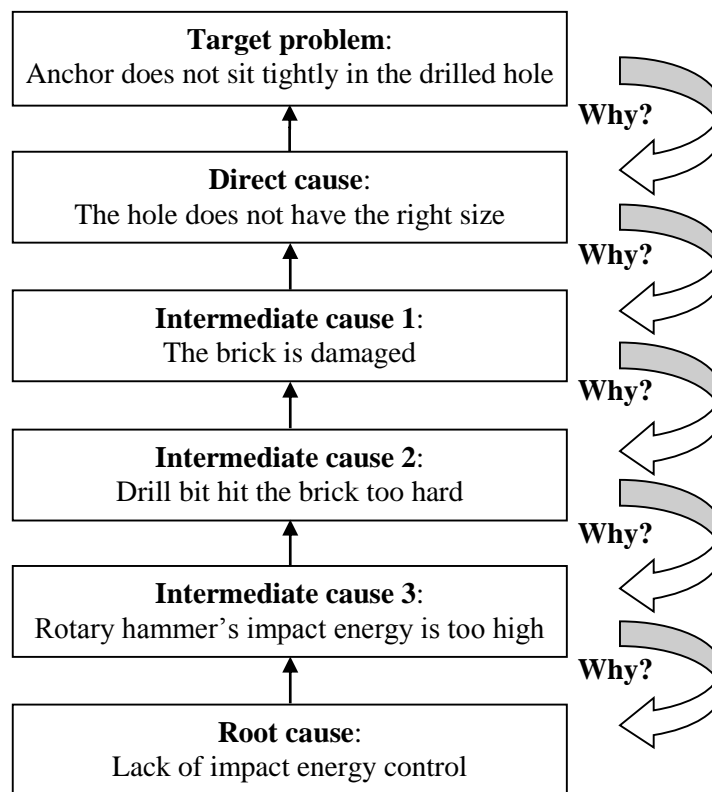 Target problem:
Anchor does not sit tightly in the drilled hole
Why?
Direct cause:
The hole does not have the right size
Why?
Intermediate cause 1:
The brick is damaged
Why?
Intermediate cause 2:
Drill bit hit the brick too hard
Why?
Intermediate cause 3:
Rotary hammer's impact energy is too high
Why?
Root cause:
Lack of impact energy control